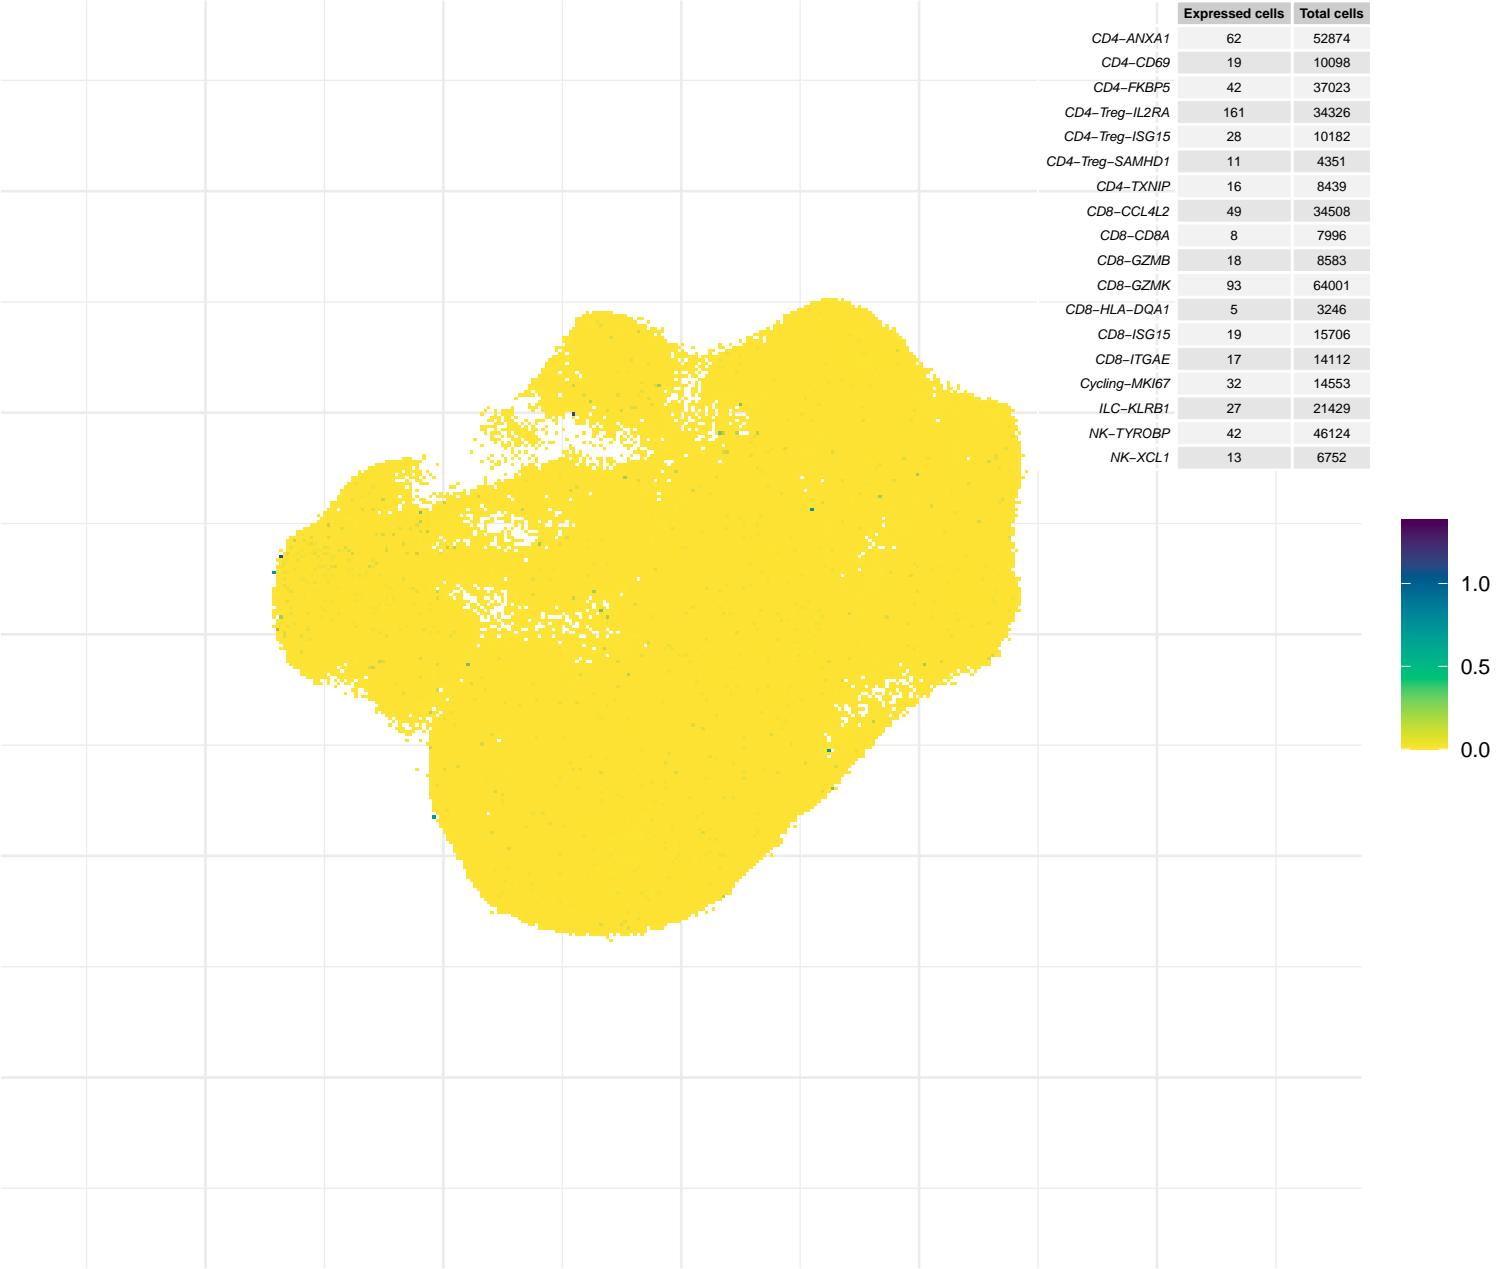 Expressed cells Total cells
CD4−ANXA1 62 52874
CD4−CD69 19 10098
CD4−FKBP5 42 37023
CD4−Treg−IL2RA 161 34326
CD4−Treg−ISG15 28 10182
CD4−Treg−SAMHD1 11 4351
CD4−TXNIP 16 8439
CD8−CCL4L2 49 34508
CD8−CD8A 8 7996
CD8−GZMB 18 8583
CD8−GZMK 93 64001
CD8−HLA−DQA1 5 3246
CD8−ISG15 19 15706
CD8−ITGAE 17 14112
Cycling−MKI67 32 14553
ILC−KLRB1 27 21429
NK−TYROBP 42 46124
NK−XCL1 13 6752
1.0
0.5
0.0